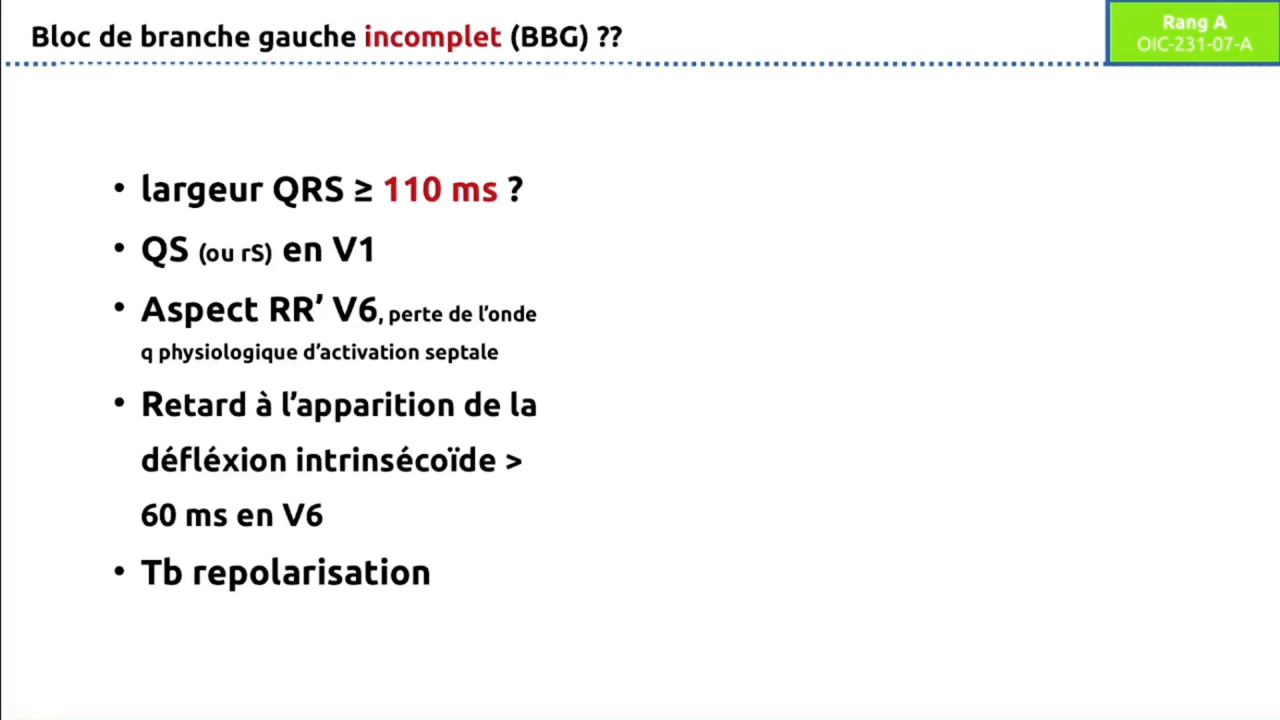 Bloc de branche gauche incomplet (BBG) ??
Rang A
OIC-231-07-A
• largeur QRS ≥ 110 ms ?
• QS (ou rS) en V1
• Aspect RR’ V6, perte de l’onde
q physiologique d’activation septale
• Retard à l’apparition de la
défléxion intrinsécoïde >
60 ms en V6
• Tb repolarisation